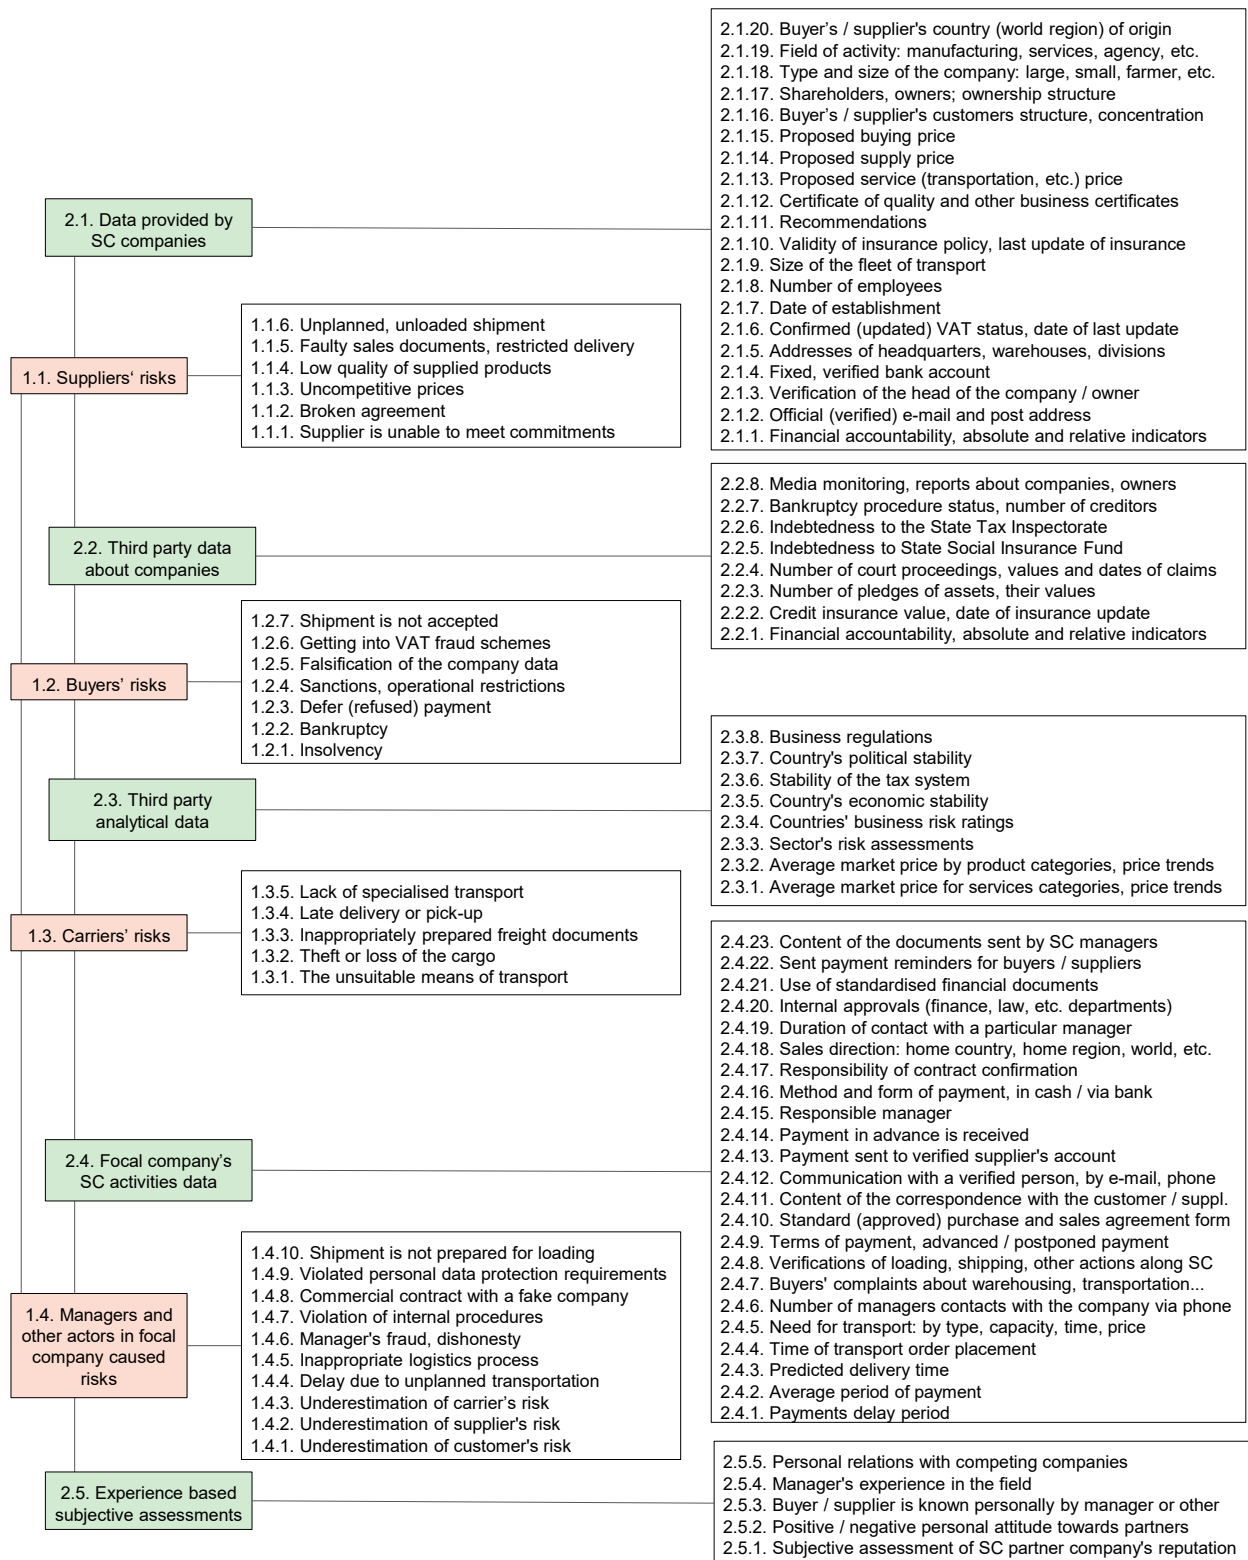 2.1.20. Buyer’s / supplier's country (world region) of origin
2.1.19. Field of activity: manufacturing, services, agency, etc.
2.1.18. Type and size of the company: large, small, farmer, etc.
2.1.17. Shareholders, owners; ownership structure
2.1.16. Buyer’s / supplier's customers structure, concentration
2.1.15. Proposed buying price
2.1.14. Proposed supply price
2.1.13. Proposed service (transportation, etc.) price
2.1.12. Certificate of quality and other business certificates
2.1.11. Recommendations
2.1.10. Validity of insurance policy, last update of insurance
2.1.9. Size of the fleet of transport
2.1.8. Number of employees
2.1.7. Date of establishment
2.1.6. Confirmed (updated) VAT status, date of last update
2.1.5. Addresses of headquarters, warehouses, divisions
2.1.4. Fixed, verified bank account
2.1.3. Verification of the head of the company / owner
2.1.2. Official (verified) e-mail and post address
2.1.1. Financial accountability, absolute and relative indicators
2.1. Data provided by
SC companies
1.1.6. Unplanned, unloaded shipment
1.1.5. Faulty sales documents, restricted delivery
1.1.4. Low quality of supplied products
1.1.3. Uncompetitive prices
1.1.2. Broken agreement
1.1.1. Supplier is unable to meet commitments
1.1. Suppliers‘ risks
2.2.8. Media monitoring, reports about companies, owners
2.2.7. Bankruptcy procedure status, number of creditors
2.2.6. Indebtedness to the State Tax Inspectorate
2.2.5. Indebtedness to State Social Insurance Fund
2.2.4. Number of court proceedings, values and dates of claims
2.2.3. Number of pledges of assets, their values
2.2.2. Credit insurance value, date of insurance update
2.2.1. Financial accountability, absolute and relative indicators
2.2. Third party data
about companies
1.2.7. Shipment is not accepted
1.2.6. Getting into VAT fraud schemes
1.2.5. Falsification of the company data
1.2.4. Sanctions, operational restrictions
1.2.3. Defer (refused) payment
1.2.2. Bankruptcy
1.2.1. Insolvency
1.2. Buyers’ risks
2.3.8. Business regulations
2.3.7. Country's political stability
2.3.6. Stability of the tax system
2.3.5. Country's economic stability
2.3.4. Countries' business risk ratings
2.3.3. Sector's risk assessments
2.3.2. Average market price by product categories, price trends
2.3.1. Average market price for services categories, price trends
2.3. Third party
analytical data
1.3.5. Lack of specialised transport
1.3.4. Late delivery or pick-up
1.3.3. Inappropriately prepared freight documents
1.3.2. Theft or loss of the cargo
1.3.1. The unsuitable means of transport
1.3. Carriers’ risks
2.4.23. Content of the documents sent by SC managers
2.4.22. Sent payment reminders for buyers / suppliers
2.4.21. Use of standardised financial documents
2.4.20. Internal approvals (finance, law, etc. departments)
2.4.19. Duration of contact with a particular manager
2.4.18. Sales direction: home country, home region, world, etc.
2.4.17. Responsibility of contract confirmation
2.4.16. Method and form of payment, in cash / via bank
2.4.15. Responsible manager
2.4.14. Payment in advance is received
2.4.13. Payment sent to verified supplier's account
2.4.12. Communication with a verified person, by e-mail, phone
2.4.11. Content of the correspondence with the customer / suppl.
2.4.10. Standard (approved) purchase and sales agreement form
2.4.9. Terms of payment, advanced / postponed payment
2.4.8. Verifications of loading, shipping, other actions along SC
2.4.7. Buyers' complaints about warehousing, transportation...
2.4.6. Number of managers contacts with the company via phone
2.4.5. Need for transport: by type, capacity, time, price
2.4.4. Time of transport order placement
2.4.3. Predicted delivery time
2.4.2. Average period of payment
2.4.1. Payments delay period
2.4. Focal company’s
SC activities data
1.4.10. Shipment is not prepared for loading
1.4.9. Violated personal data protection requirements
1.4.8. Commercial contract with a fake company
1.4.7. Violation of internal procedures
1.4.6. Manager's fraud, dishonesty
1.4.5. Inappropriate logistics process
1.4.4. Delay due to unplanned transportation
1.4.3. Underestimation of carrier’s risk
1.4.2. Underestimation of supplier's risk
1.4.1. Underestimation of customer's risk
1.4. Managers and
other actors in focal
company caused
risks
2.5.5. Personal relations with competing companies
2.5.4. Manager's experience in the field
2.5.3. Buyer / supplier is known personally by manager or other
2.5.2. Positive / negative personal attitude towards partners
2.5.1. Subjective assessment of SC partner company's reputation
2.5. Experience based
subjective assessments